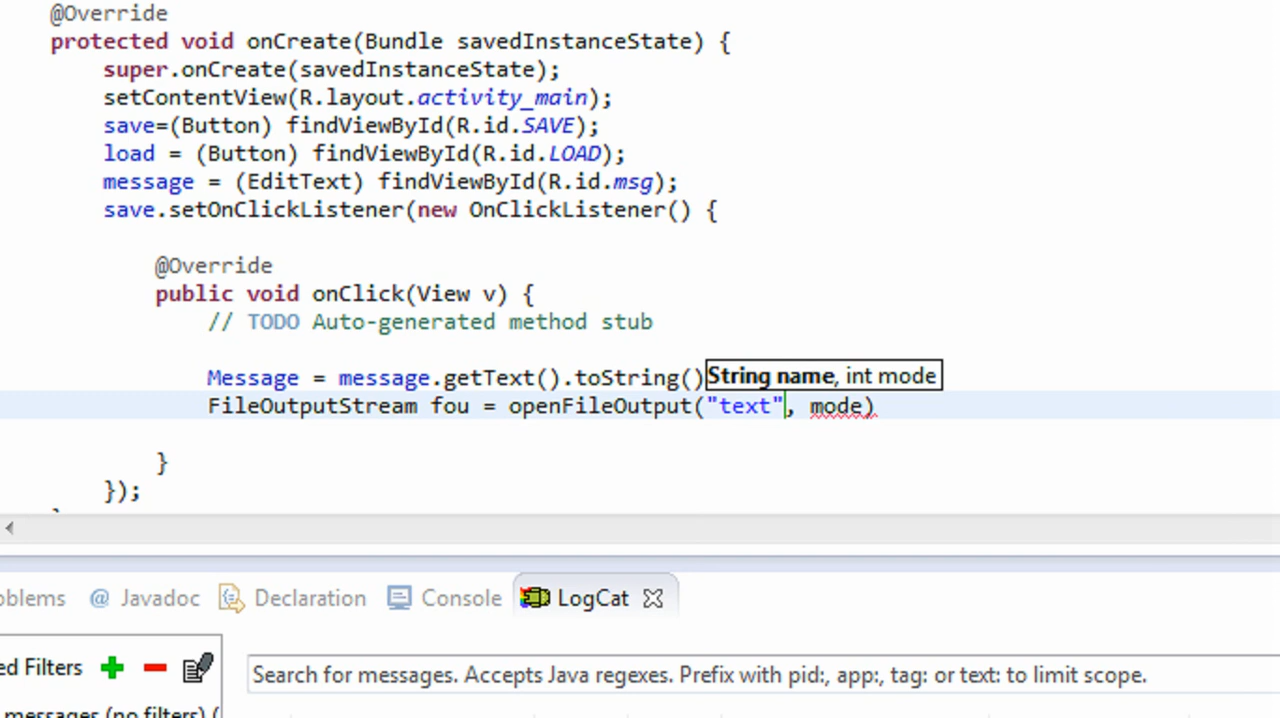 @Override
protected void onCreate(Bundle savedInstanceState) {
super.onCreate(savedInstanceState);
setContentView(R.layout.activity_main);
save=(Button) findViewById(R.id.SAVE);
load = (Button) findViewById(R.id.LOAD);
message = (EditText) findViewById(R.id.msg);
save.setOnClickListener(new OnClickListener() {
@Override
public void onClick(View v) {
// TODO Auto-generated method stub
Message = message.getText().toString()
String name, int mode
FileOutputStream fou = openFileOutput("text", mode)
}
});
oblems @ Javadoc Declaration Console LogCat
ed Filters
Search for messages. Accepts Java regexes. Prefix with pid:, app:, tag: or text: to limit scope.
messages (no filters) (